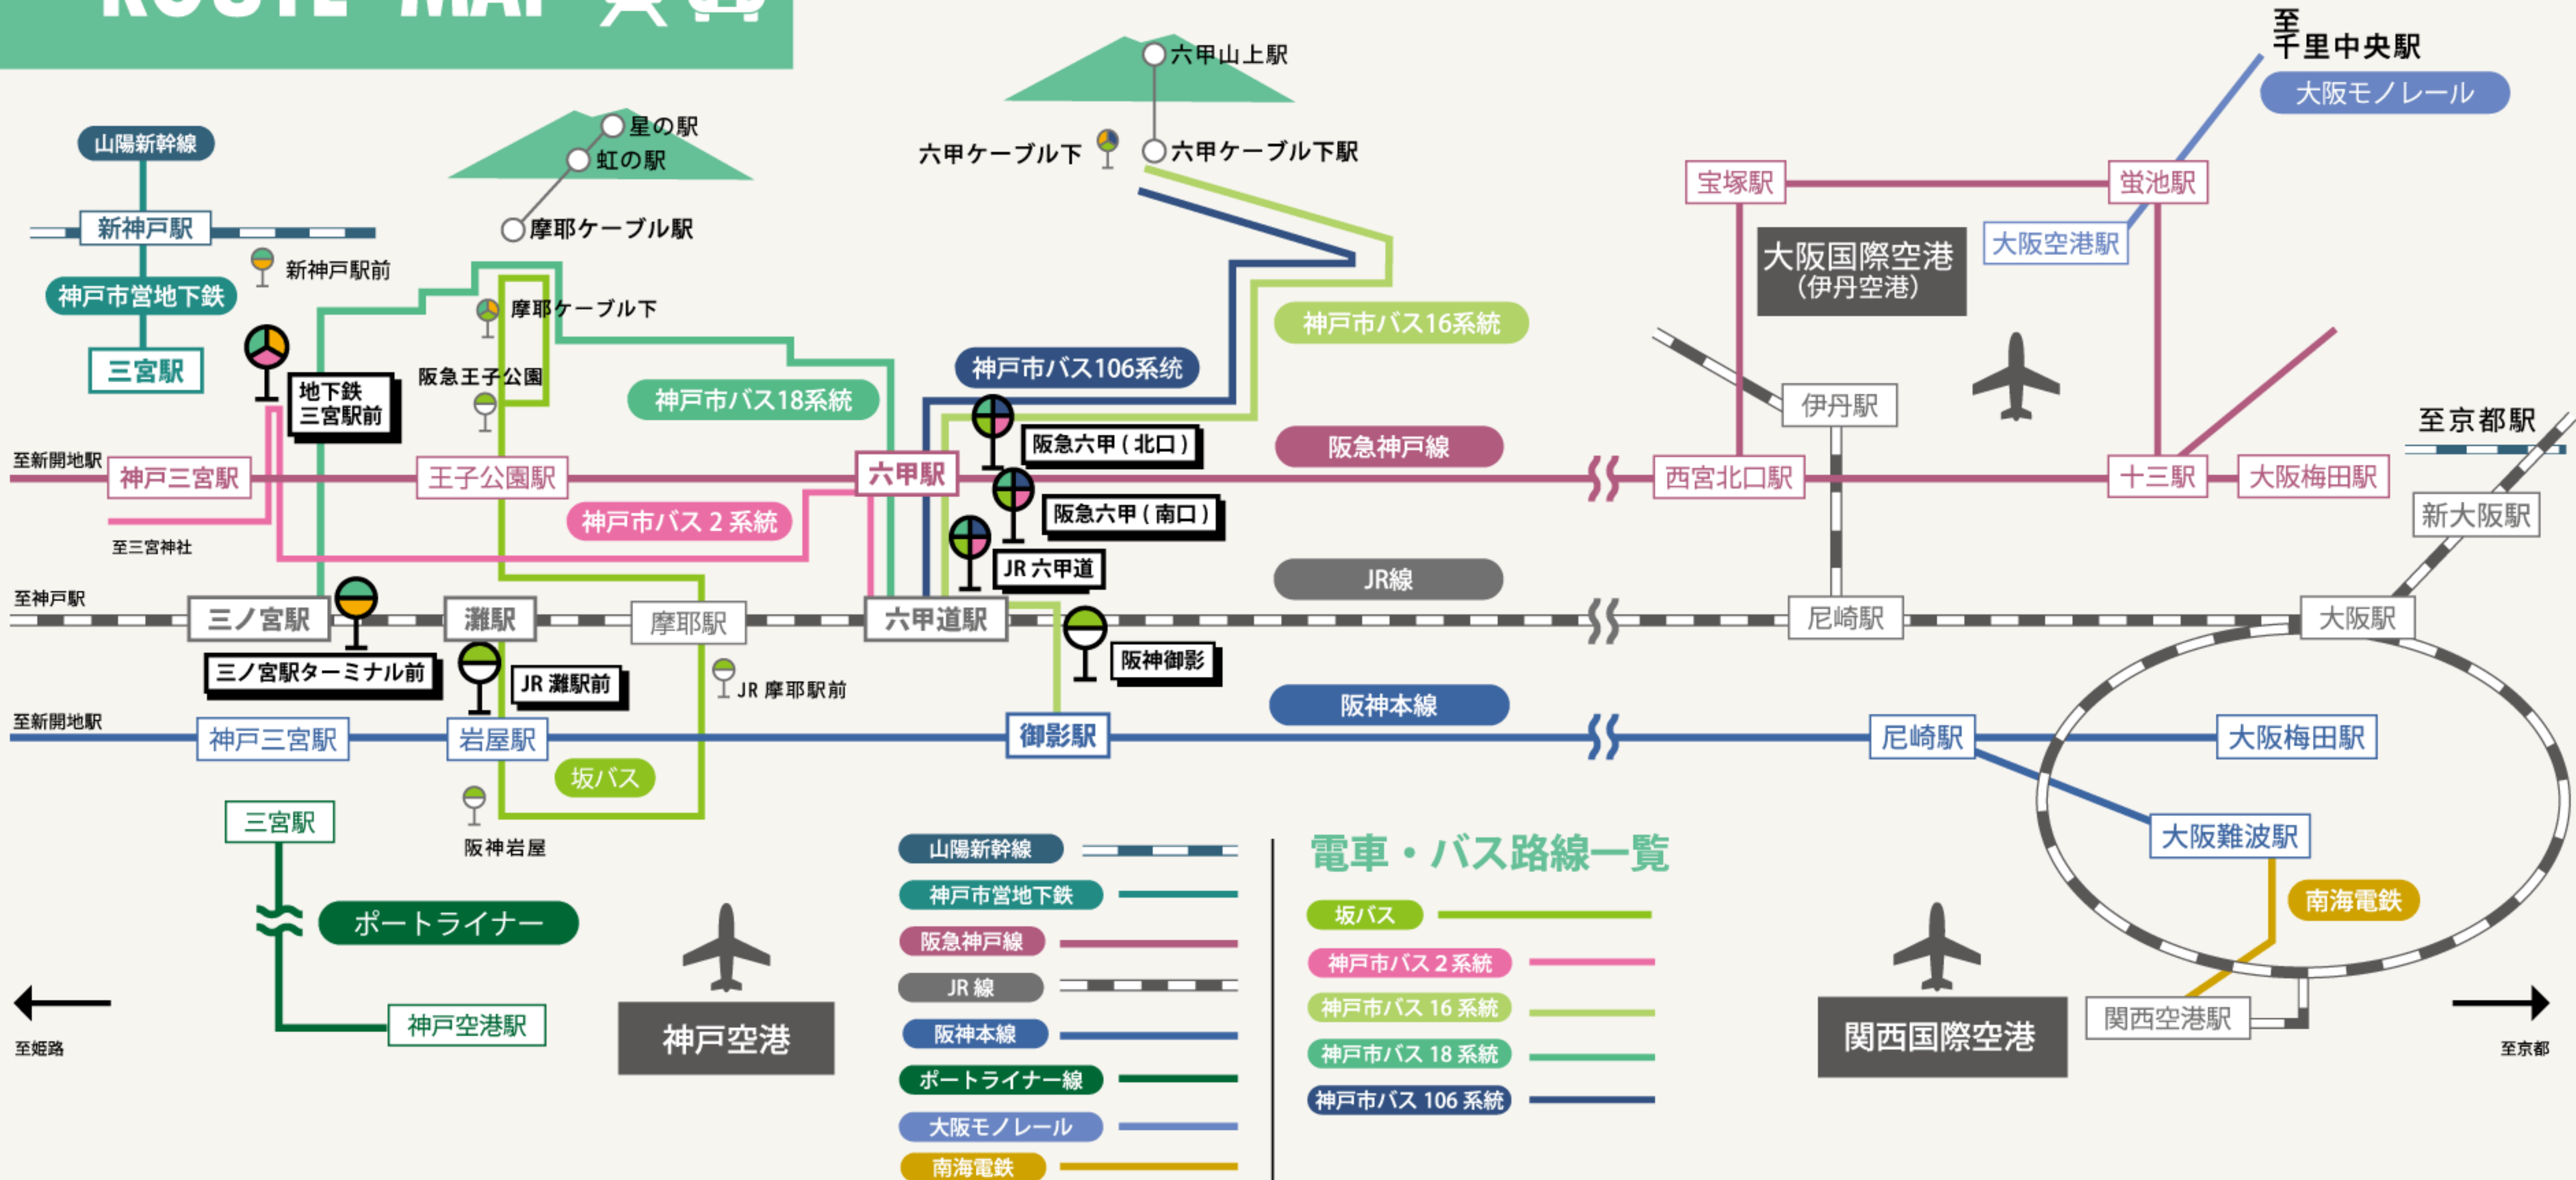 ROUTE MAP
至
千里中央駅
大阪モノレール
六甲山上駅
六甲ケーブル下
六甲ケーブル下駅
星の駅
虹の駅
摩耶ケーブル駅
山陽新幹線
新神戸駅
新神戸駅前
神戸市営地下鉄
三宮駅
地下鉄
三宮駅前
摩耶ケーブル下
阪急王子公園
神戸市バス18系統
神戸市バス106系統
神戸市バス16系統
宝塚駅
蛍池駅
大阪国際空港
（伊丹空港）
大阪空港駅
伊丹駅
至京都駅
阪急六甲 ( 北口 )
阪急神戸線
至新開地駅
神戸三宮駅
王子公園駅
六甲駅
西宮北口駅
十三駅
大阪梅田駅
至三宮神社
神戸市バス 2 系統
阪急六甲 ( 南口 )
新大阪駅
JR 六甲道
JR線
至神戸駅
三ノ宮駅
灘駅
摩耶駅
六甲道駅
尼崎駅
大阪駅
三ノ宮駅ターミナル前
JR 灘駅前
JR 摩耶駅前
阪神御影
阪神本線
至新開地駅
神戸三宮駅
岩屋駅
御影駅
尼崎駅
大阪梅田駅
坂バス
阪神岩屋
大阪難波駅
南海電鉄
三宮駅
ポートライナー
神戸空港駅
神戸空港
関西国際空港
関西空港駅
至姫路
至京都
山陽新幹線
神戸市営地下鉄
阪急神戸線
JR 線
阪神本線
ポートライナー線
大阪モノレール
南海電鉄
電車・バス路線一覧
坂バス
神戸市バス 2 系統
神戸市バス 16 系統
神戸市バス 18 系統
神戸市バス 106 系統